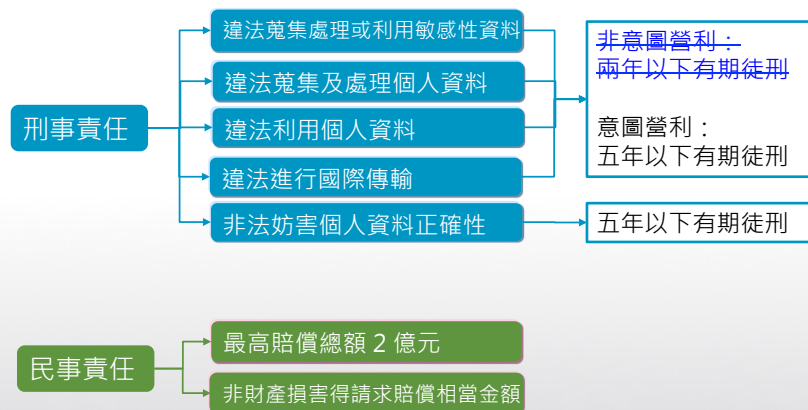 刑事責任
違法蒐集處理或利用敏感性資料
違法蒐集及處理個人資料
違法利用個人資料
違法進行國際傳輸
非法妨害個人資料正確性
非意圖營利：
兩年以下有期徒刑
意圖營利：
五年以下有期徒刑
五年以下有期徒刑
民事責任
最高賠償總額 2 億元
非財產損害得請求賠償相當金額